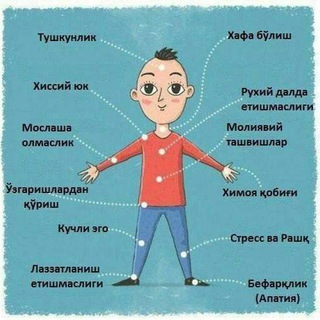 Тушкунлик
Хафа бўлиш
Хиссий юк
Рухий далда
етишмаслиги
Мослаша
олмаслик
Молиявий
ташвишлар
Ўзгаришлардан
қўриш
Химоя қобиғи
Кучли эго
Стресс ва Рашқ
Лаззатланиш
етишмаслиги
Бефарқлик
(Апатия)